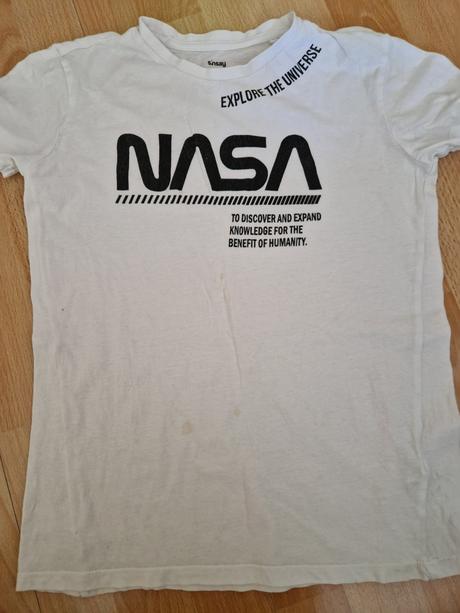 sinsay
EXPLORE THE UNIVERSE
NASA
TO DISCOVER AND EXPAND
KNOWLEDGE FOR THE
BENEFIT OF HUMANITY.